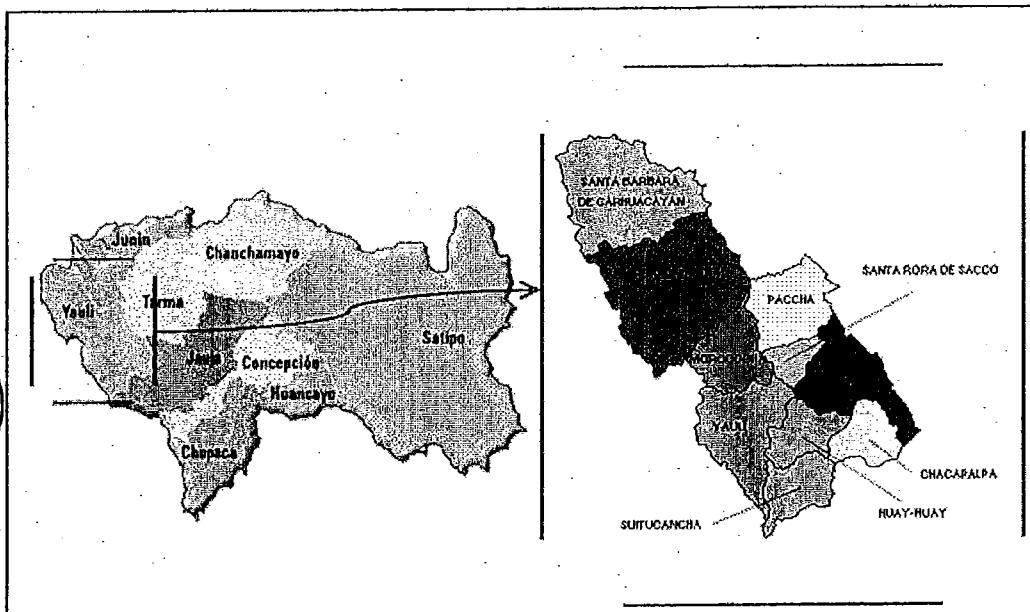 Junin
Chanchamayo
Yauli
Tarma
Jauja
Satipo
Concepción
Huancayo
Chupaca
SANTA BARBARA
DE CARHUACAYAN
SANTA RORA DE SACCO
PACCHA
YAULI
CHACAPALPA
HUAY-HUAY
SUITUCANCHA